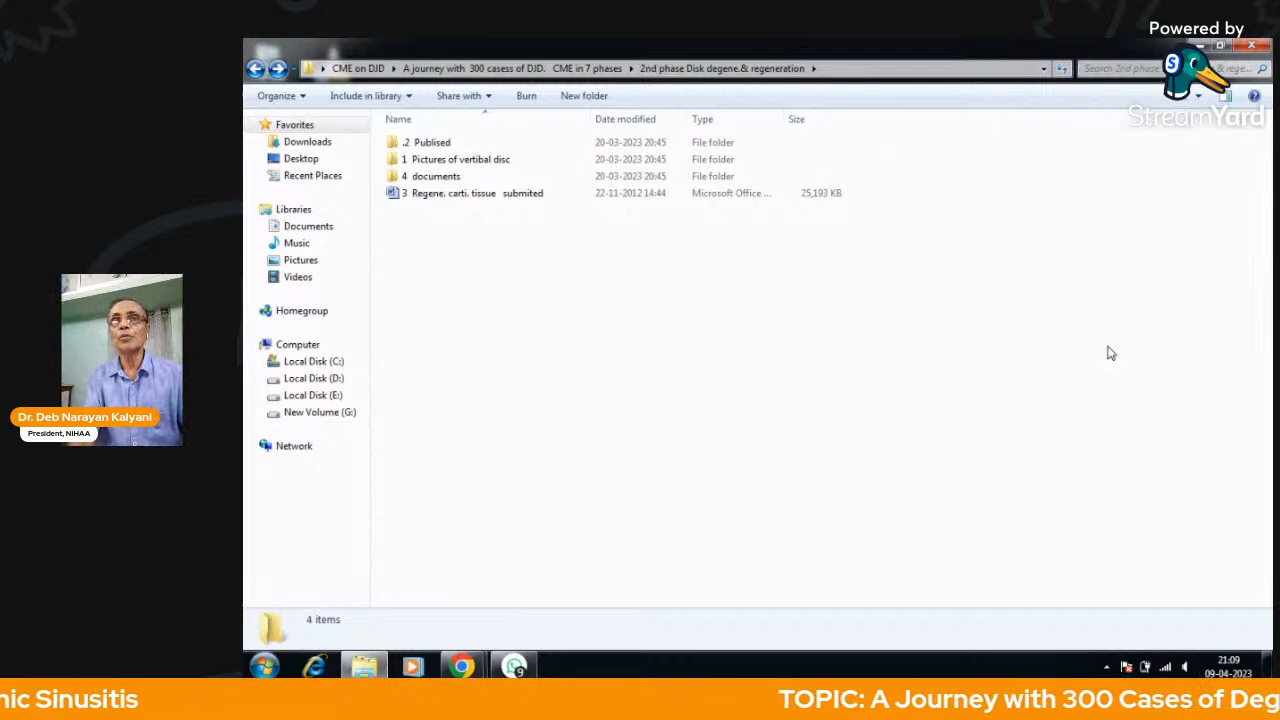 Powered by
StreamYard
CME on DJD
A journey with 300 casess of DJD. CME in 7 phases
2nd phase Disk degene.& regeneration
Search 2nd phase
rege...
Organize
Include in library
Share with
Burn
New folder
Name
Date modified
Type
Size
Favorites
Downloads
Desktop
Recent Places
Libraries
Documents
Music
Pictures
Videos
Homegroup
Computer
Local Disk (C:)
Local Disk (D:)
Local Disk (E:)
New Volume (G:)
Network
.2 Publised 20-03-2023 20:45 File folder
1 Pictures of vertibal disc 20-03-2023 20:45 File folder
4 documents 20-03-2023 20:45 File folder
3 Regene. carti. tissue submited 22-11-2012 14:44 Microsoft Office ... 25,193 KB
Dr. Deb Narayan Kalyani
President, NIHAA
4 items
9
21:09
09-04-2023
nic Sinusitis
TOPIC: A Journey with 300 Cases of Deg